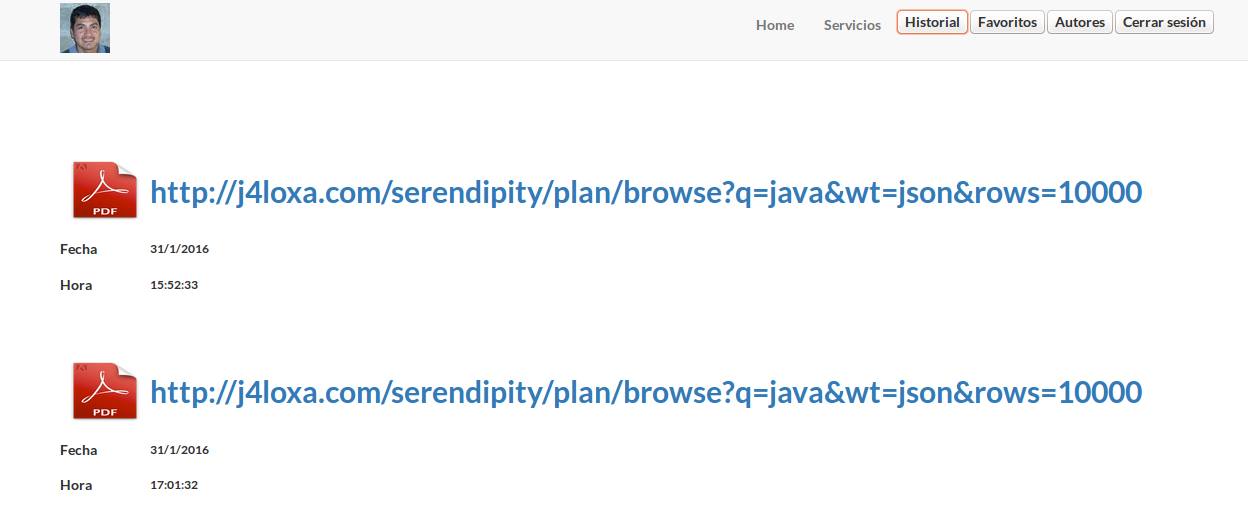 Home Servicios Historial Favoritos Autores Cerrar sesión
PDF http://j4loxa.com/serendipity/plan/browse?q=java&wt=json&rows=10000
Fecha 31/1/2016
Hora 15:52:33
PDF http://j4loxa.com/serendipity/plan/browse?q=java&wt=json&rows=10000
Fecha 31/1/2016
Hora 17:01:32